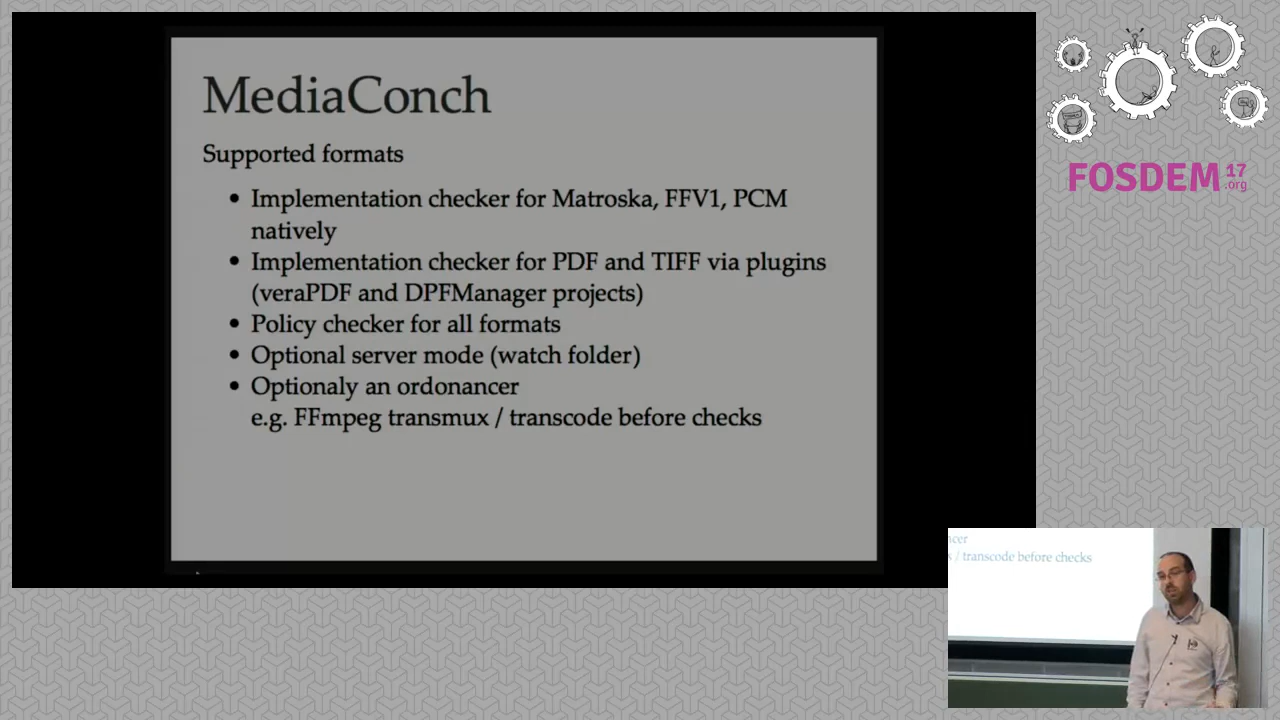 MediaConch
Supported formats
• Implementation checker for Matroska, FFV1, PCM
natively
• Implementation checker for PDF and TIFF via plugins
(veraPDF and DPFManager projects)
• Policy checker for all formats
• Optional server mode (watch folder)
• Optionaly an ordonancer
e.g. FFmpeg transmux / transcode before checks
FOSDEM 17
.org
ncer
/ transcode before checks